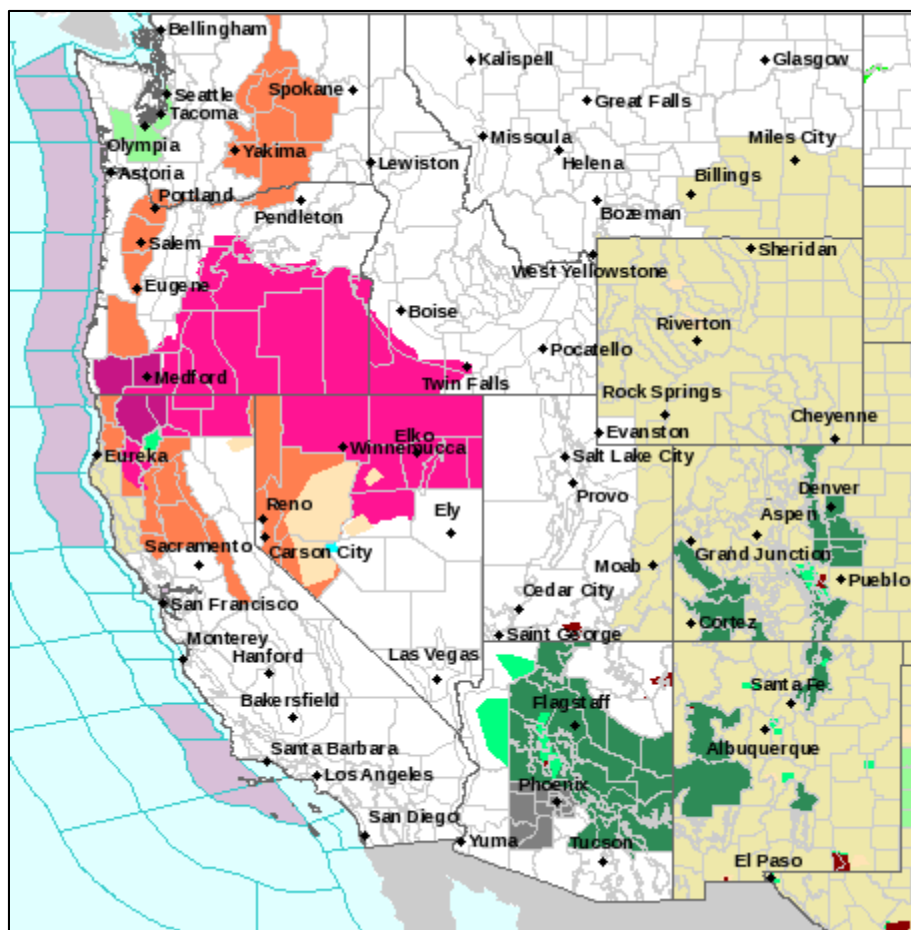 Bellingham
Kalispell
Glasgow
Seattle
Spokane
Great Falls
Tacoma
Olympia
Missoula
Miles City
Yakima
Helena
Astoria
Lewiston
Billings
Portland
Pendleton
Bozeman
Salem
Sheridan
West Yellowstone
Eugene
Boise
Riverton
Pocatello
Medford
Twin Falls
Rock Springs
Cheyenne
Elko
Evanston
Winnemucca
Eureka
Salt Lake City
Provo
Denver
Reno
Ely
Aspen
Sacramento
Carson City
Grand Junction
Moab
Pueblo
Cedar City
San Francisco
Cortez
Saint George
Monterey
Hanford
Las Vegas
Santa Fe
Bakersfield
Flagstaff
Albuquerque
Santa Barbara
Los Angeles
Phoenix
San Diego
Yuma
Tucson
El Paso